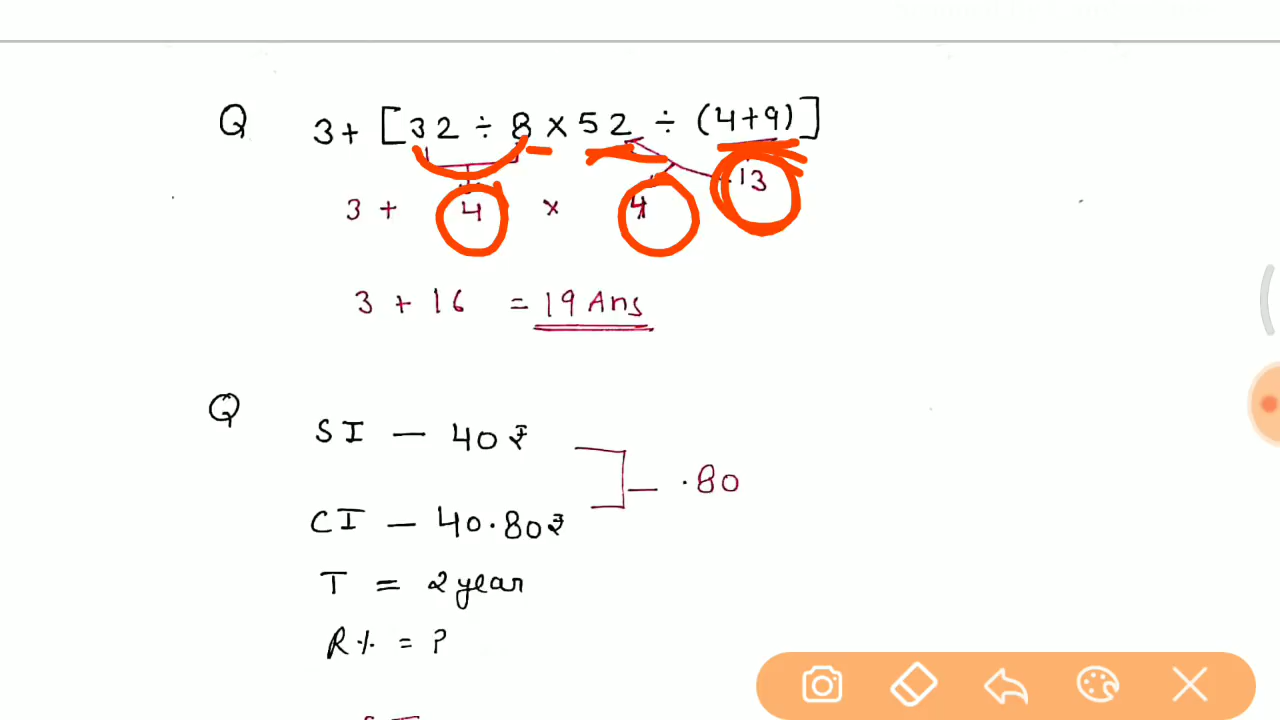 Q 3 + [32 ÷ 8 × 52 ÷ (4+9)]
13
3 + 4 × 4
3 + 16 = 19 Ans
Q
SI — 40₹
— .80
CI — 40.80₹
T = 2 year
R% = ?